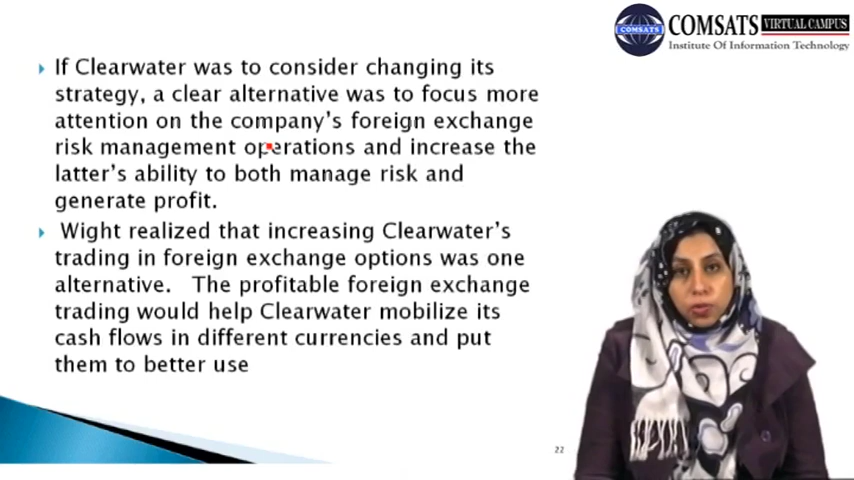 COMSATS VIRTUAL CAMPUS
COMSATS
Institute Of Information Technology
If Clearwater was to consider changing its
strategy, a clear alternative was to focus more
attention on the company's foreign exchange
risk management operations and increase the
latter's ability to both manage risk and
generate profit.
Wight realized that increasing Clearwater's
trading in foreign exchange options was one
alternative. The profitable foreign exchange
trading would help Clearwater mobilize its
cash flows in different currencies and put
them to better use
22